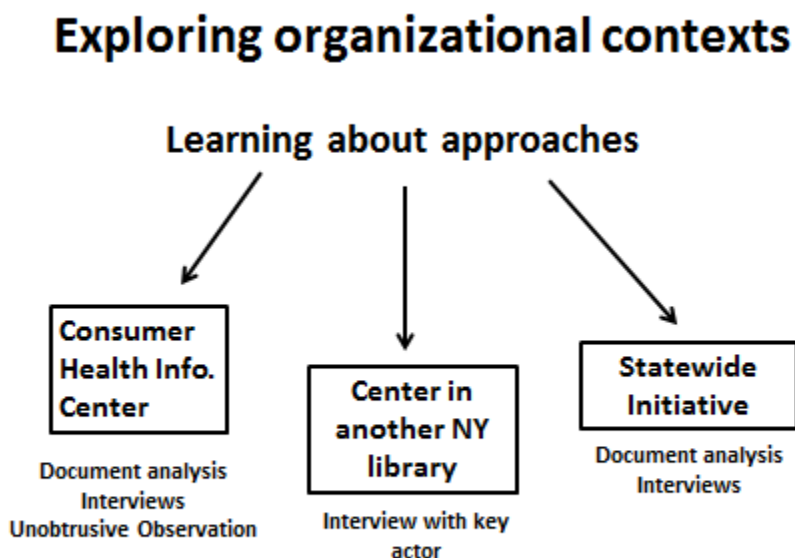 Exploring organizational contexts
Learning about approaches
Consumer
Health Info.
Center
Document analysis
Interviews
Unobtrusive Observation
Center in
another NY
library
Interview with key
actor
Statewide
Initiative
Document analysis
Interviews